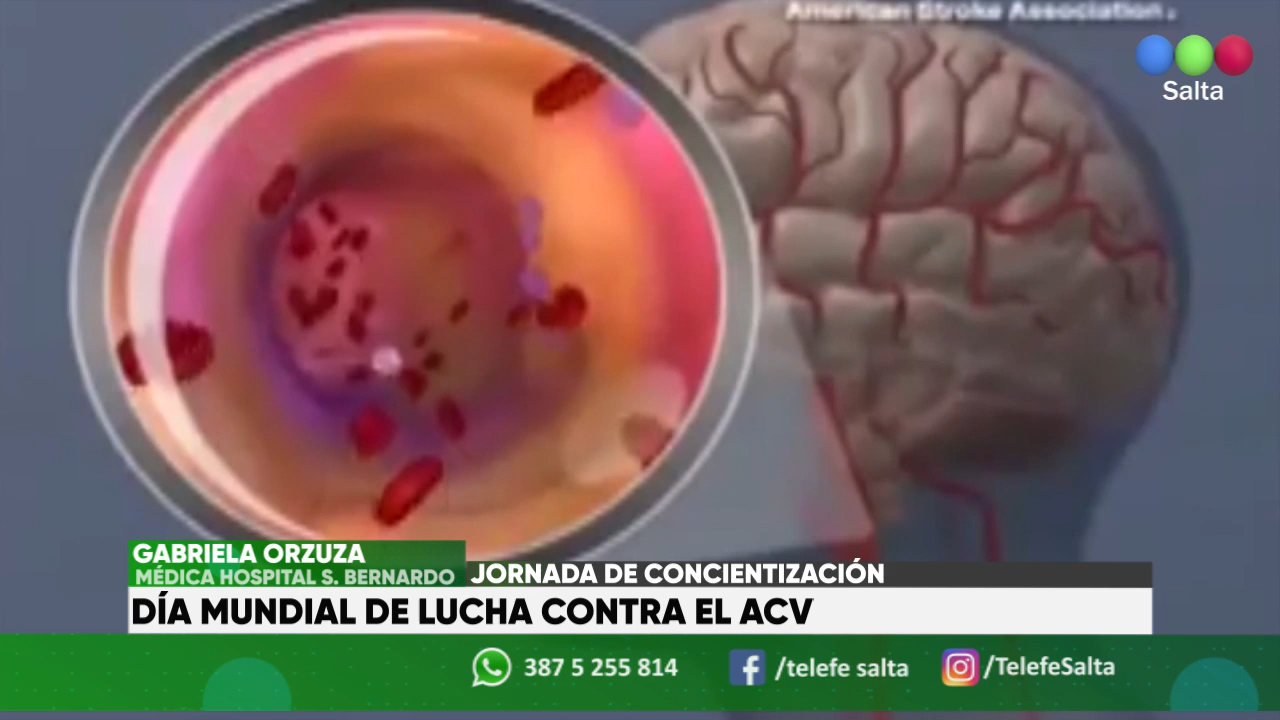 American Stroke Association.
Salta
GABRIELA ORZUZA
MÉDICA HOSPITAL S. BERNARDO
JORNADA DE CONCIENTIZACIÓN
DÍA MUNDIAL DE LUCHA CONTRA EL ACV
387 5 255 814
/telefe salta
/TelefeSalta